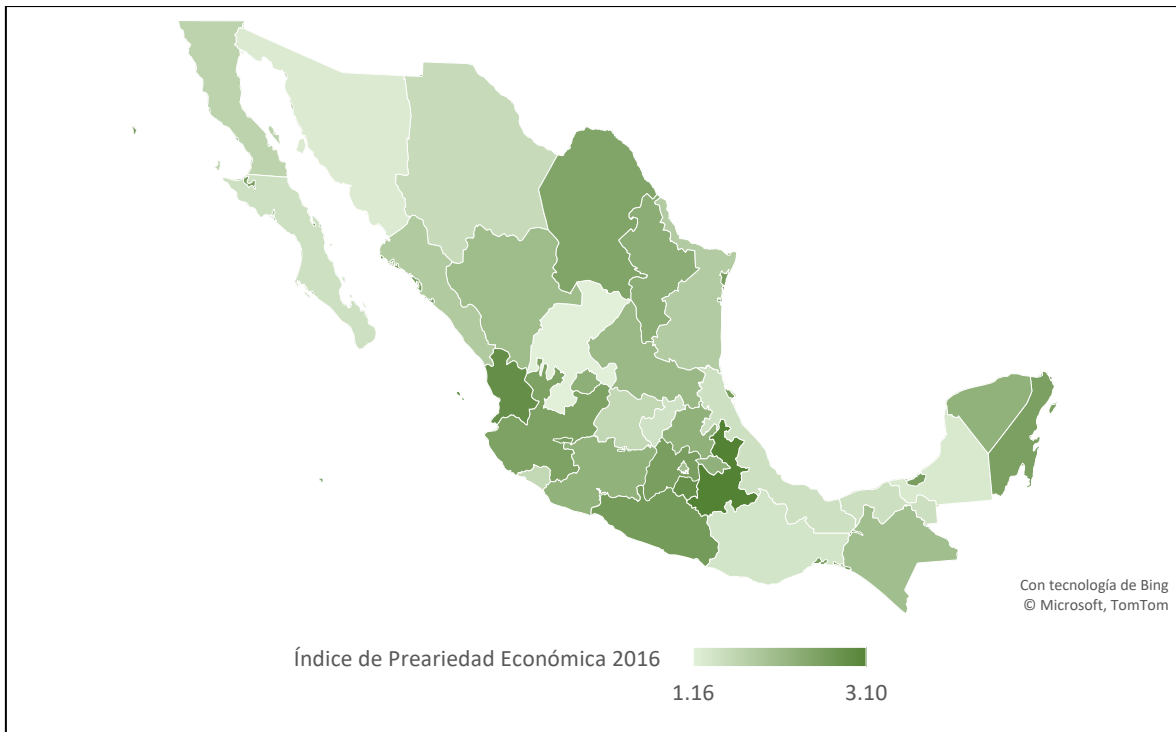 Con tecnología de Bing
© Microsoft, TomTom
Índice de Preariedad Económica 2016
1.16
3.10